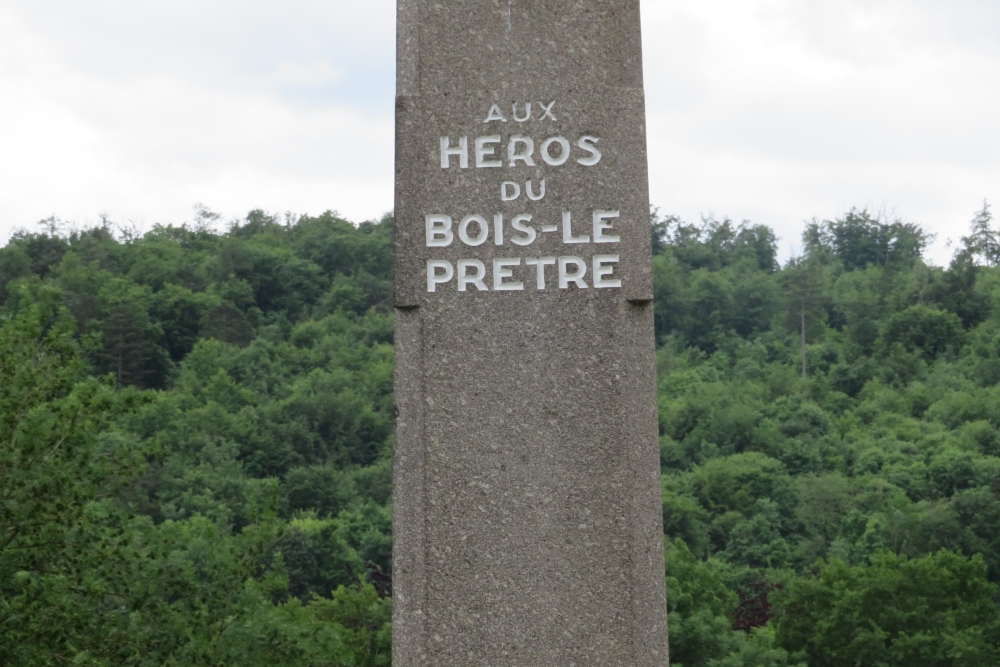 AUX
HEROS
DU
BOIS-LE
PRETRE